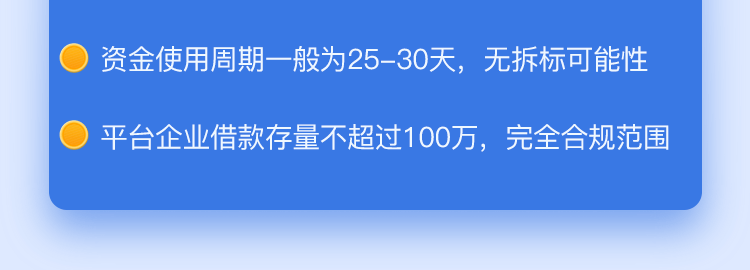 资金使用周期一般为25-30天，无拆标可能性
平台企业借款存量不超过100万，完全合规范围